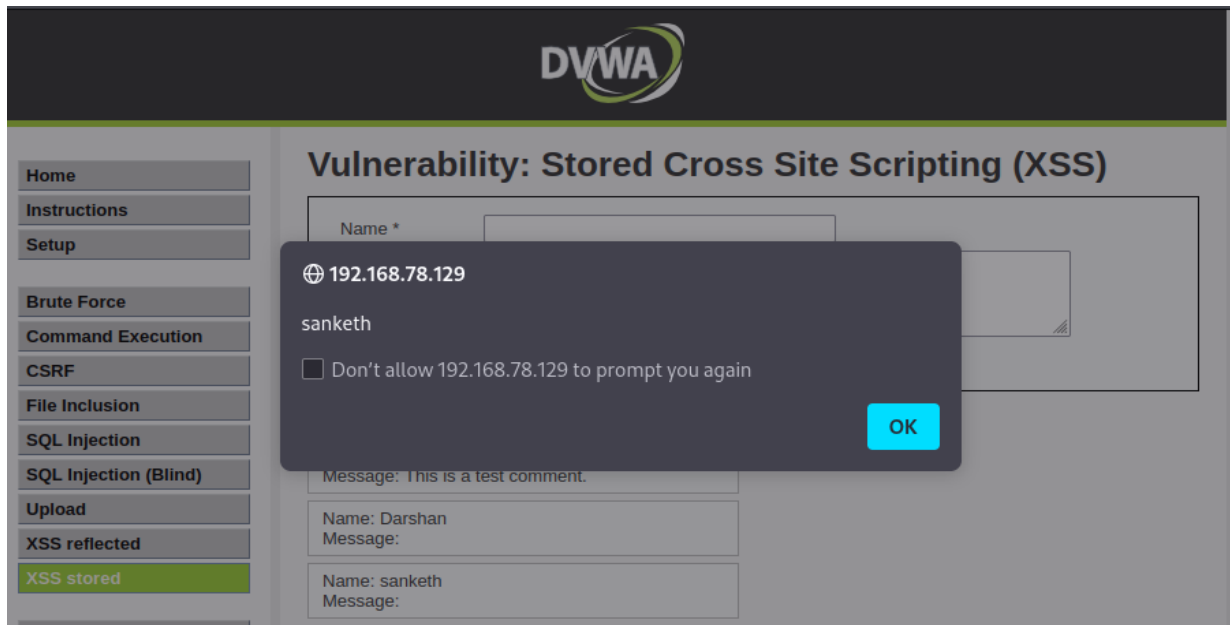 DVWA
Home
Instructions
Setup
Brute Force
Command Execution
CSRF
File Inclusion
SQL Injection
SQL Injection (Blind)
Upload
XSS reflected
XSS stored
Vulnerability: Stored Cross Site Scripting (XSS)
Name *
192.168.78.129
sanketh
Don't allow 192.168.78.129 to prompt you again
OK
Message: This is a test comment.
Name: Darshan
Message:
Name: sanketh
Message: